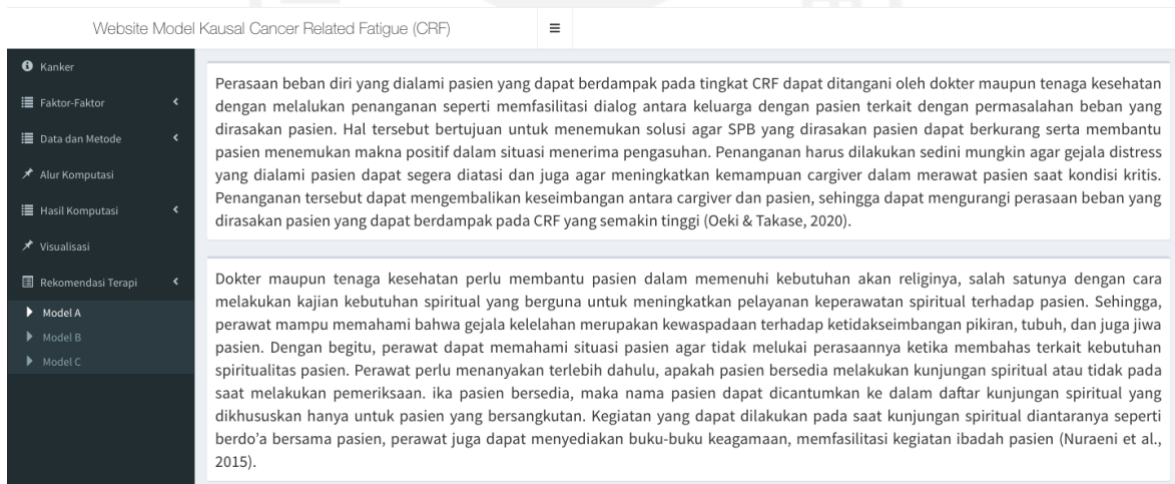 Website Model Kausal Cancer Related Fatigue (CRF)
Kanker
Faktor-Faktor
Data dan Metode
Alur Komputasi
Hasil Komputasi
Visualisasi
Rekomendasi Terapi
Model A
Model B
Model C
Perasaan beban diri yang dialami pasien yang dapat berdampak pada tingkat CRF dapat ditangani oleh dokter maupun tenaga kesehatan
dengan melalukan penanganan seperti memfasilitasi dialog antara keluarga dengan pasien terkait dengan permasalahan beban yang
dirasakan pasien. Hal tersebut bertujuan untuk menemukan solusi agar SPB yang dirasakan pasien dapat berkurang serta membantu
pasien menemukan makna positif dalam situasi menerima pengasuhan. Penanganan harus dilakukan sedini mungkin agar gejala distress
yang dialami pasien dapat segera diatasi dan juga agar meningkatkan kemampuan cargiver dalam merawat pasien saat kondisi kritis.
Penanganan tersebut dapat mengembalikan keseimbangan antara cargiver dan pasien, sehingga dapat mengurangi perasaan beban yang
dirasakan pasien yang dapat berdampak pada CRF yang semakin tinggi (Oeki & Takase, 2020).
Dokter maupun tenaga kesehatan perlu membantu pasien dalam memenuhi kebutuhan akan religinya, salah satunya dengan cara
melakukan kajian kebutuhan spiritual yang berguna untuk meningkatkan pelayanan keperawatan spiritual terhadap pasien. Sehingga,
perawat mampu memahami bahwa gejala kelelahan merupakan kewaspadaan terhadap ketidakseimbangan pikiran, tubuh, dan juga jiwa
pasien. Dengan begitu, perawat dapat memahami situasi pasien agar tidak melukai perasaannya ketika membahas terkait kebutuhan
spiritualitas pasien. Perawat perlu menanyakan terlebih dahulu, apakah pasien bersedia melakukan kunjungan spiritual atau tidak pada
saat melakukan pemeriksaan. ika pasien bersedia, maka nama pasien dapat dicantumkan ke dalam daftar kunjungan spiritual yang
dikhususkan hanya untuk pasien yang bersangkutan. Kegiatan yang dapat dilakukan pada saat kunjungan spiritual diantaranya seperti
berdo'a bersama pasien, perawat juga dapat menyediakan buku-buku keagamaan, memfasilitasi kegiatan ibadah pasien (Nuraeni et al.,
2015).